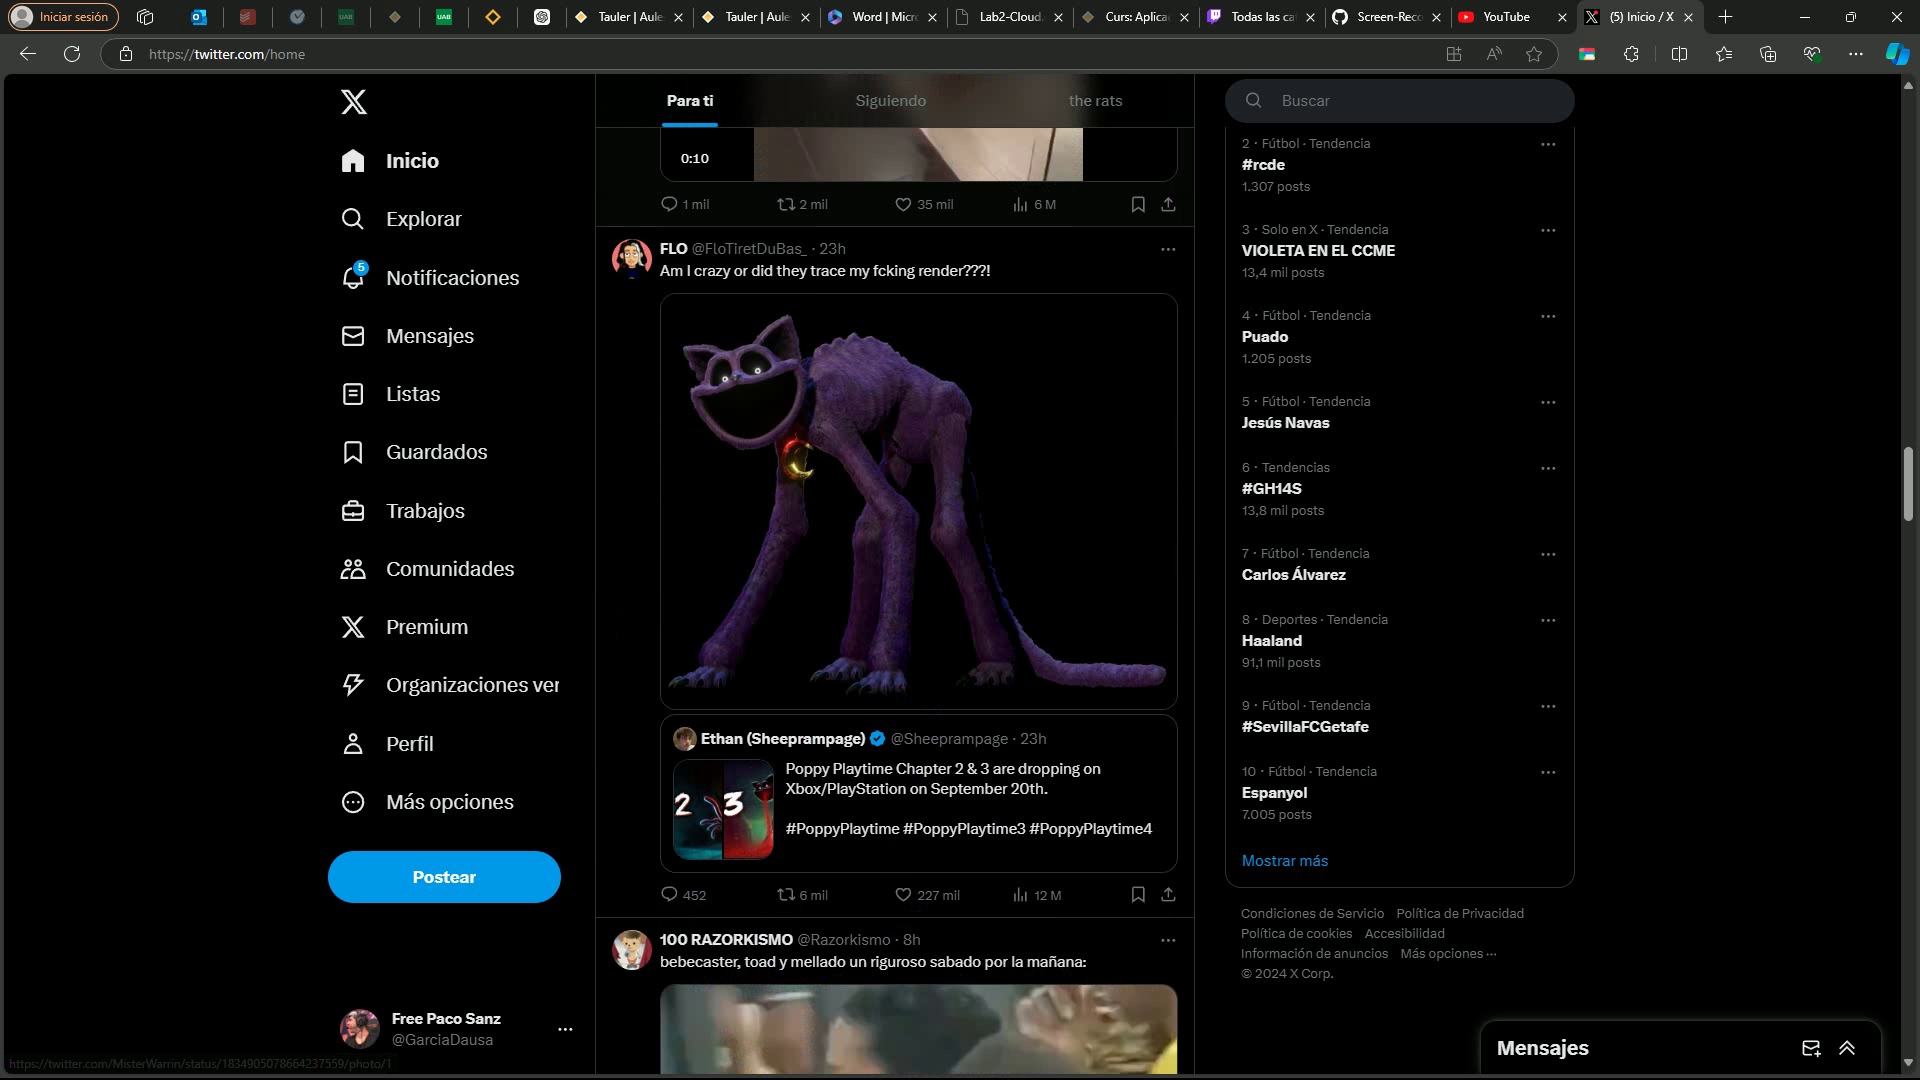 Iniciar sesión
UAB
UAB
Tauler | Aule
Tauler | Aule
Word | Micr
Lab2-Cloud
Curs: Aplica
Todas las ca
Screen-Reco
YouTube
(5) Inicio / X
https://twitter.com/home
Inicio
Explorar
5
Notificaciones
Mensajes
Listas
Guardados
Trabajos
Comunidades
Premium
Organizaciones ver
Perfil
Más opciones
Postear
Free Paco Sanz
@GarciaDausa
https://twitter.com/MisterWarrin/status/1834905078664237559/photo/1
Para ti
Siguiendo
the rats
0:10
1 mil 2 mil 35 mil 6 M
FLO @FloTiretDuBas_ · 23h
Am I crazy or did they trace my fcking render???!
Ethan (Sheeprampage) @Sheeprampage · 23h
2 3
Poppy Playtime Chapter 2 & 3 are dropping on
Xbox/PlayStation on September 20th.
#PoppyPlaytime #PoppyPlaytime3 #PoppyPlaytime4
452 6 mil 227 mil 12 M
100 RAZORKISMO @Razorkismo · 8h
bebecaster, toad y mellado un riguroso sabado por la mañana:
Buscar
2 · Fútbol · Tendencia
#rcde
1.307 posts
3 · Solo en X · Tendencia
VIOLETA EN EL CCME
13,4 mil posts
4 · Fútbol · Tendencia
Puado
1.205 posts
5 · Fútbol · Tendencia
Jesús Navas
6 · Tendencias
#GH14S
13,8 mil posts
7 · Fútbol · Tendencia
Carlos Álvarez
8 · Deportes · Tendencia
Haaland
91,1 mil posts
9 · Fútbol · Tendencia
#SevillaFCGetafe
10 · Fútbol · Tendencia
Espanyol
7.005 posts
Mostrar más
Condiciones de Servicio Política de Privacidad
Política de cookies Accesibilidad
Información de anuncios Más opciones ···
© 2024 X Corp.
Mensajes